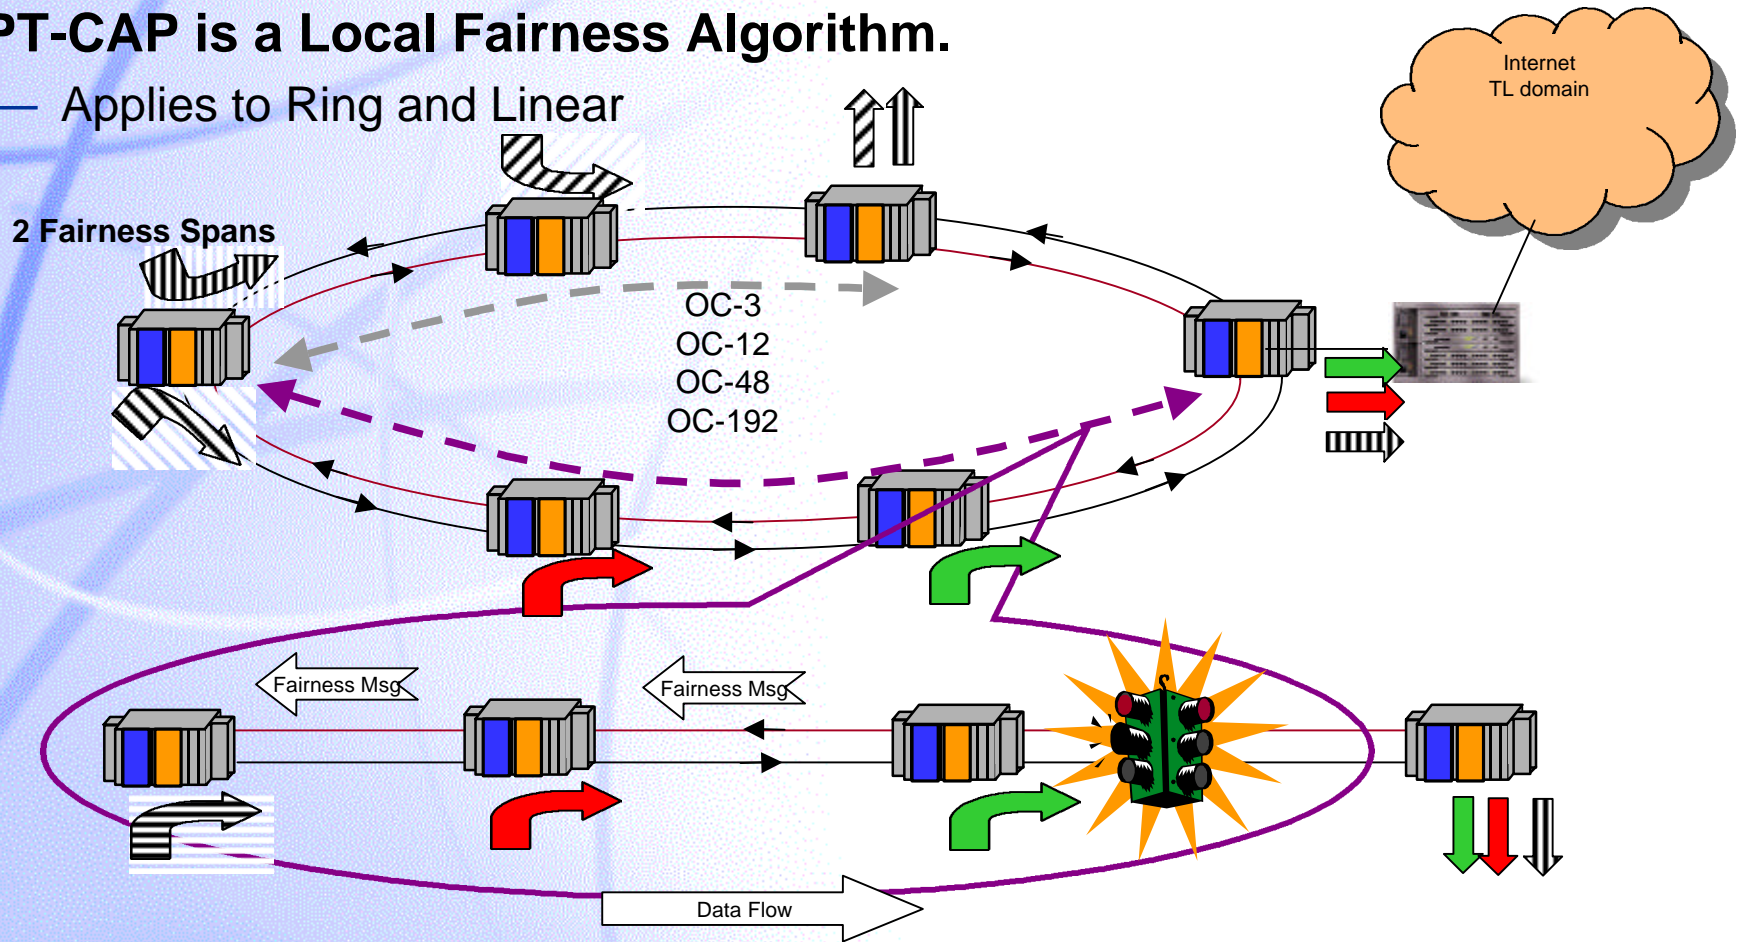 PT-CAP is a Local Fairness Algorithm.
— Applies to Ring and Linear
Internet
TL domain
2 Fairness Spans
OC-3
OC-12
OC-48
OC-192
Fairness Msg
Fairness Msg
Data Flow